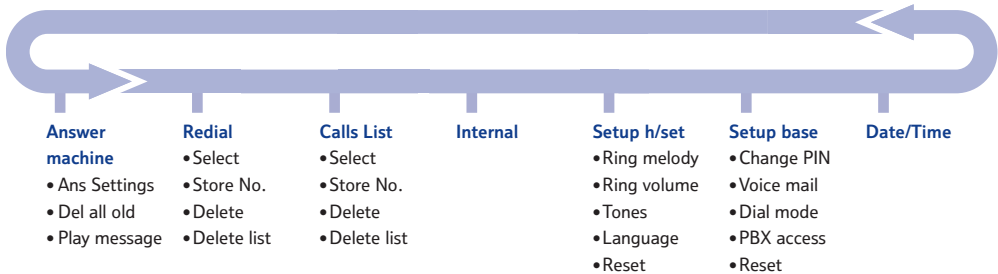 Answer
machine
• Ans Settings
• Del all old
• Play message
Redial
• Select
• Store No.
• Delete
• Delete list
Calls List
• Select
• Store No.
• Delete
• Delete list
Internal
Setup h/set
• Ring melody
• Ring volume
• Tones
• Language
• Reset
Setup base
• Change PIN
• Voice mail
• Dial mode
• PBX access
• Reset
Date/Time